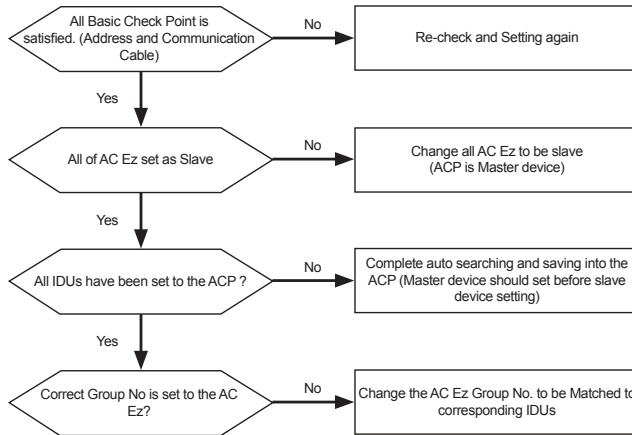 All Basic Check Point is
satisfied. (Address and Communication
Cable)
No
Re-check and Setting again
Yes
All of AC Ez set as Slave
No
Change all AC Ez to be slave
(ACP is Master device)
Yes
All IDUs have been set to the ACP ?
No
Complete auto searching and saving into the
ACP (Master device should set before slave
device setting)
Yes
Correct Group No is set to the AC
Ez?
No
Change the AC Ez Group No. to be Matched to
corresponding IDUs